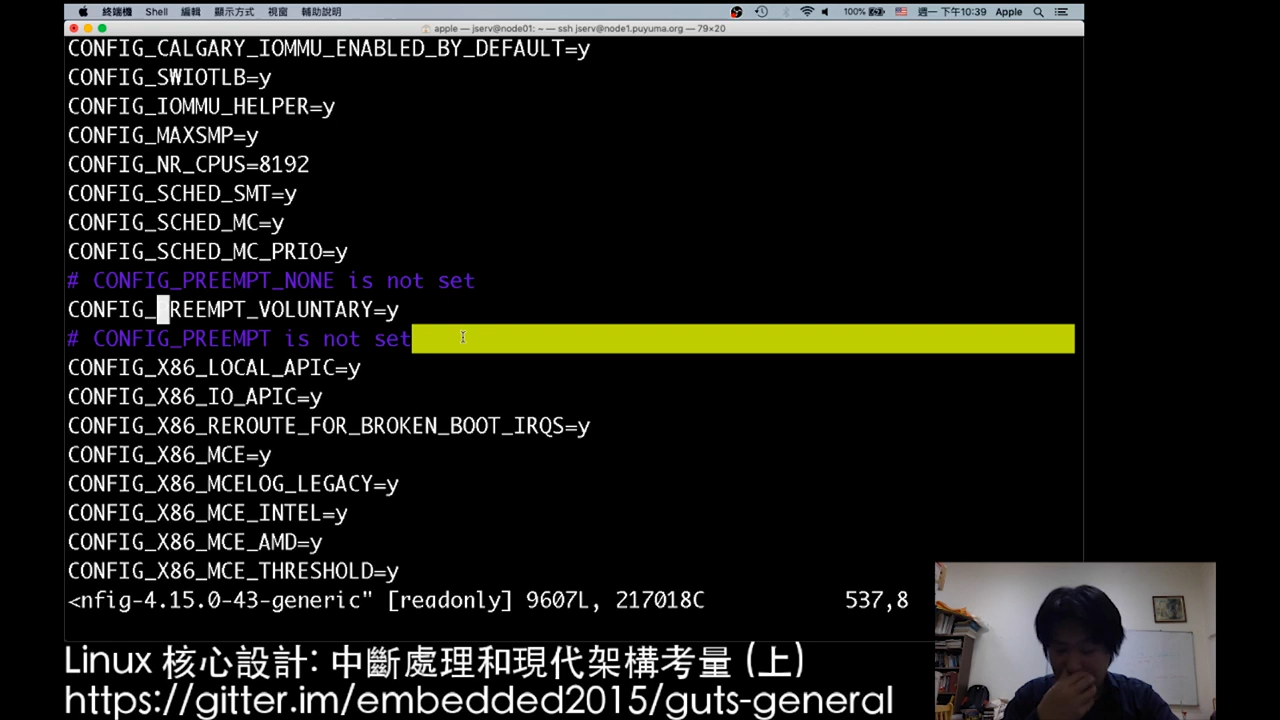 終端機 Shell 編輯 顯示方式 視窗 輔助說明 100% 週一 下午10:39 Apple
apple — jserv@node01: ~ — ssh jserv@node1.puyuma.org — 79×20
CONFIG_CALGARY_IOMMU_ENABLED_BY_DEFAULT=y
CONFIG_SWIOTLB=y
CONFIG_IOMMU_HELPER=y
CONFIG_MAXSMP=y
CONFIG_NR_CPUS=8192
CONFIG_SCHED_SMT=y
CONFIG_SCHED_MC=y
CONFIG_SCHED_MC_PRIO=y
# CONFIG_PREEMPT_NONE is not set
CONFIG_PREEMPT_VOLUNTARY=y
# CONFIG_PREEMPT is not set
CONFIG_X86_LOCAL_APIC=y
CONFIG_X86_IO_APIC=y
CONFIG_X86_REROUTE_FOR_BROKEN_BOOT_IRQS=y
CONFIG_X86_MCE=y
CONFIG_X86_MCELOG_LEGACY=y
CONFIG_X86_MCE_INTEL=y
CONFIG_X86_MCE_AMD=y
CONFIG_X86_MCE_THRESHOLD=y
<nfig-4.15.0-43-generic" [readonly] 9607L, 217018C 537,8
Linux 核心設計: 中斷處理和現代架構考量 (上)
https://gitter.im/embedded2015/guts-general